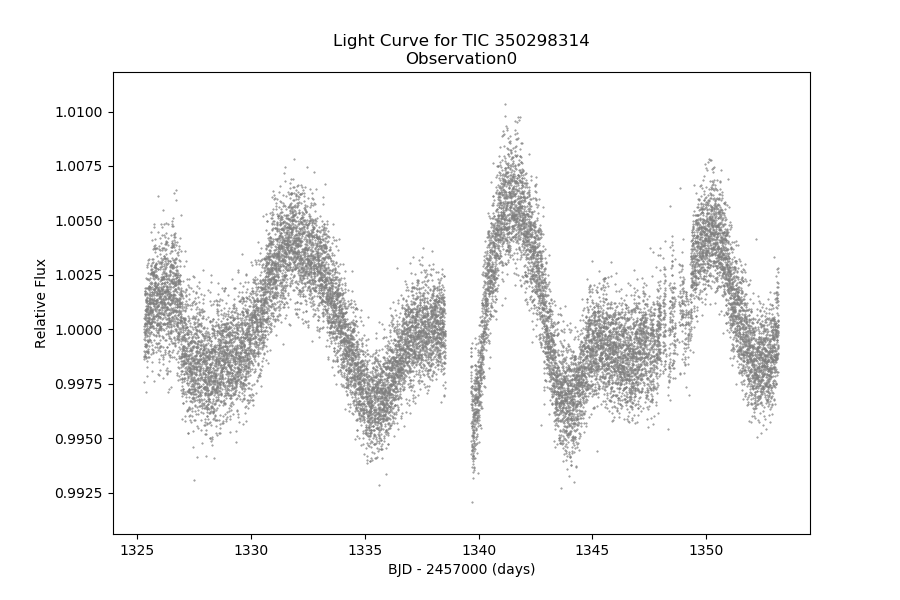 Light Curve for TIC 350298314
Observation0
1.0100
1.0075
1.0050
1.0025
1.0000
0.9975
0.9950
0.9925
Relative Flux
1325 1330 1335 1340 1345 1350
BJD - 2457000 (days)